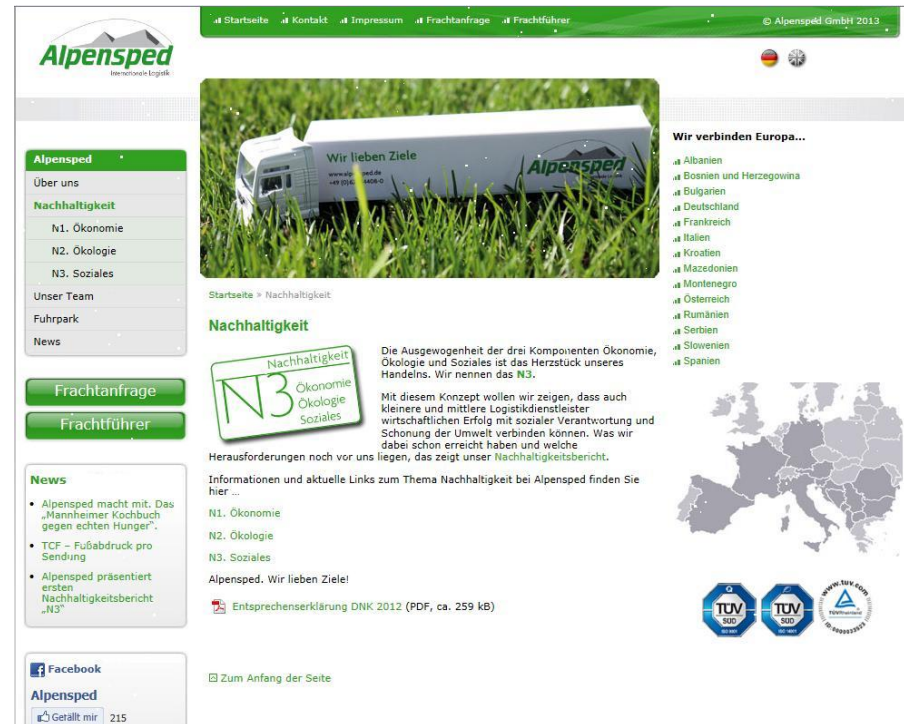 Alpensped
Internationale Logistik
Startseite Kontakt Impressum Frachtanfrage Frachtführer
© Alpensped GmbH 2013
Wir lieben Ziele
Alpensped
Alpensped
Über uns
Nachhaltigkeit
N1. Ökonomie
N2. Ökologie
N3. Soziales
Unser Team
Fuhrpark
News
Frachtanfrage
Frachtführer
News
Alpensped macht mit. Das
„Mannheimer Kochbuch
gegen echten Hunger“.
TCF – Fußabdruck pro
Sendung
Alpensped präsentiert
ersten
Nachhaltigkeitsbericht
„N3“
Facebook
Alpensped
Gefällt mir 215
Startseite » Nachhaltigkeit
Nachhaltigkeit
Nachhaltigkeit
N3
Ökonomie
Ökologie
Soziales
Die Ausgewogenheit der drei Komponenten Ökonomie,
Ökologie und Soziales ist das Herzstück unseres
Handelns. Wir nennen das N3.
Mit diesem Konzept wollen wir zeigen, dass auch
kleinere und mittlere Logistikdienstleister
wirtschaftlichen Erfolg mit sozialer Verantwortung und
Schonung der Umwelt verbinden können. Was wir
dabei schon erreicht haben und welche
Herausforderungen noch vor uns liegen, das zeigt unser Nachhaltigkeitsbericht.
Informationen und aktuelle Links zum Thema Nachhaltigkeit bei Alpensped finden Sie
hier ...
N1. Ökonomie
N2. Ökologie
N3. Soziales
Alpensped. Wir lieben Ziele!
Entsprechenserklärung DNK 2012 (PDF, ca. 259 kB)
Zum Anfang der Seite
Wir verbinden Europa...
Albanien
Bosnien und Herzegowina
Bulgarien
Deutschland
Frankreich
Italien
Kroatien
Mazedonien
Montenegro
Österreich
Rumänien
Serbien
Slowenien
Spanien
TÜV
SÜD
ISO 9001
TÜV
SÜD
ISO 14001
www.tuv.com
TÜVRheinland